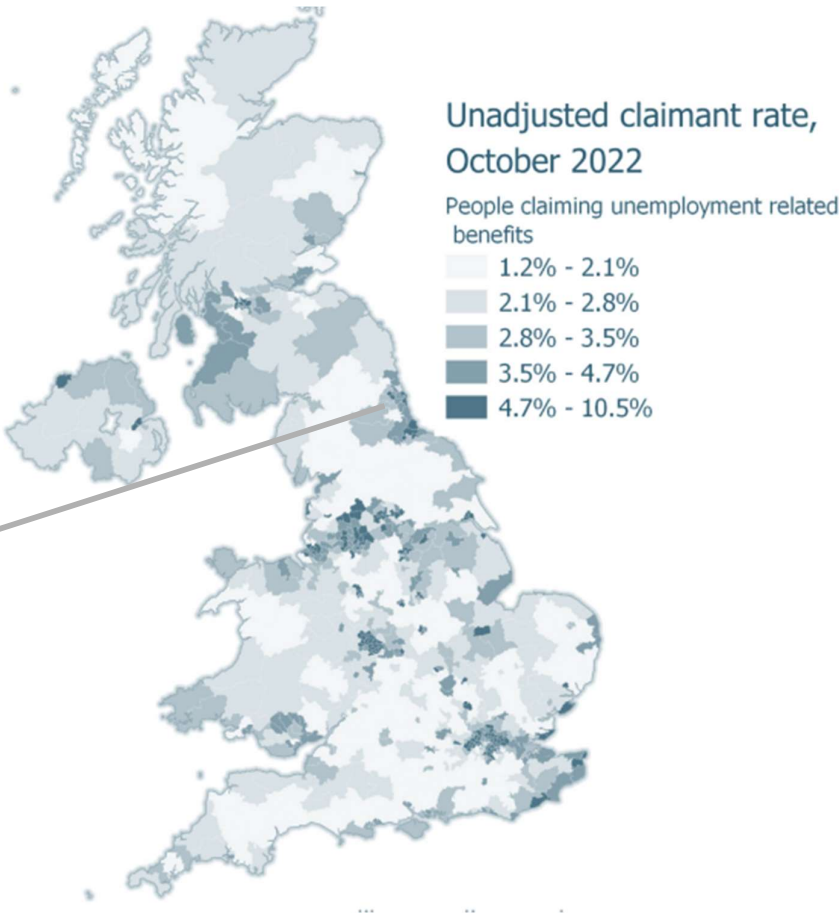 Unadjusted claimant rate,
October 2022
People claiming unemployment related
benefits
1.2% - 2.1%
2.1% - 2.8%
2.8% - 3.5%
3.5% - 4.7%
4.7% - 10.5%